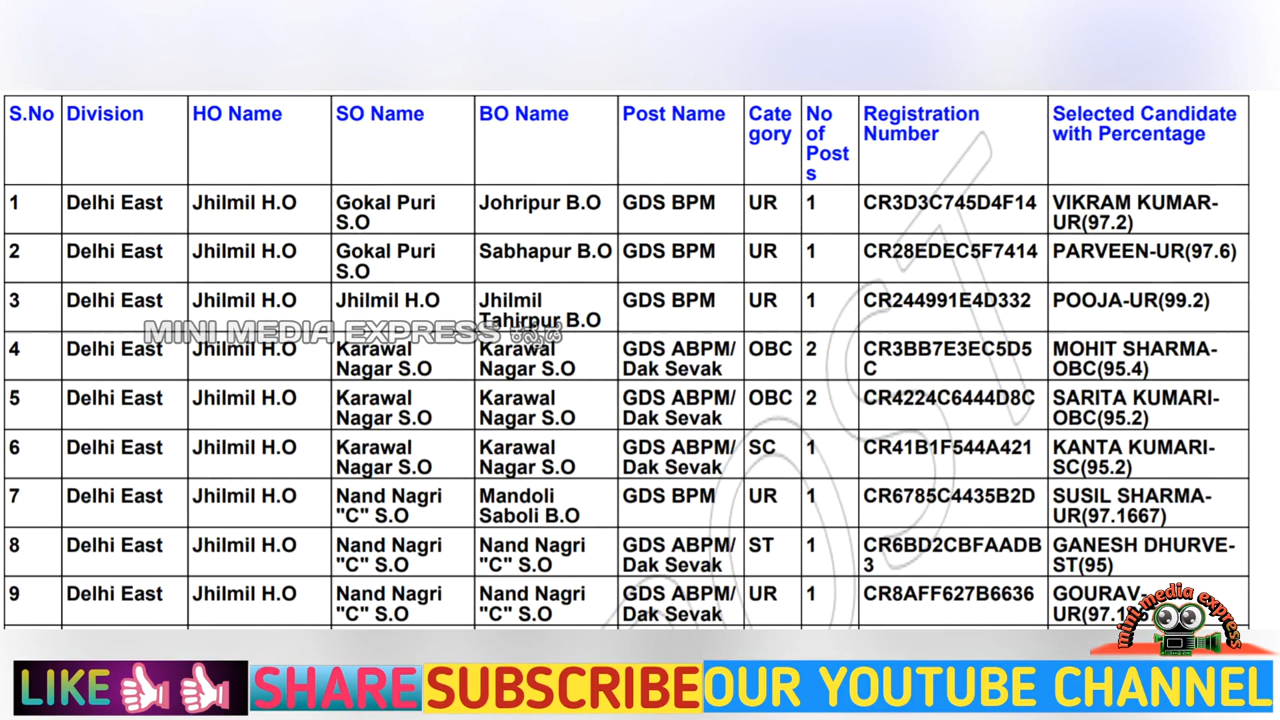 S.No Division HO Name SO Name BO Name Post Name Cate gory No of Post s Registration Number Selected Candidate with Percentage
1 Delhi East Jhilmil H.O Gokal Puri S.O Johripur B.O GDS BPM UR 1 CR3D3C745D4F14 VIKRAM KUMAR-UR(97.2)
2 Delhi East Jhilmil H.O Gokal Puri S.O Sabhapur B.O GDS BPM UR 1 CR28EDEC5F7414 PARVEEN-UR(97.6)
3 Delhi East Jhilmil H.O Jhilmil H.O Jhilmil Tahirpur B.O GDS BPM UR 1 CR244991E4D332 POOJA-UR(99.2)
MINI MEDIA EXPRESS ಕನ್ನಡ
4 Delhi East Jhilmil H.O Karawal Nagar S.O Karawal Nagar S.O GDS ABPM/ Dak Sevak OBC 2 CR3BB7E3EC5D5C MOHIT SHARMA-OBC(95.4)
5 Delhi East Jhilmil H.O Karawal Nagar S.O Karawal Nagar S.O GDS ABPM/ Dak Sevak OBC 2 CR4224C6444D8C SARITA KUMARI-OBC(95.2)
6 Delhi East Jhilmil H.O Karawal Nagar S.O Karawal Nagar S.O GDS ABPM/ Dak Sevak SC 1 CR41B1F544A421 KANTA KUMARI-SC(95.2)
7 Delhi East Jhilmil H.O Nand Nagri "C" S.O Mandoli Saboli B.O GDS BPM UR 1 CR6785C4435B2D SUSIL SHARMA-UR(97.1667)
8 Delhi East Jhilmil H.O Nand Nagri "C" S.O Nand Nagri "C" S.O GDS ABPM/ Dak Sevak ST 1 CR6BD2CBFAADB3 GANESH DHURVE-ST(95)
9 Delhi East Jhilmil H.O Nand Nagri "C" S.O Nand Nagri "C" S.O GDS ABPM/ Dak Sevak UR 1 CR8AFF627B6636 GOURAV-
mini media express
LIKE SHARE SUBSCRIBE OUR YOUTUBE CHANNEL